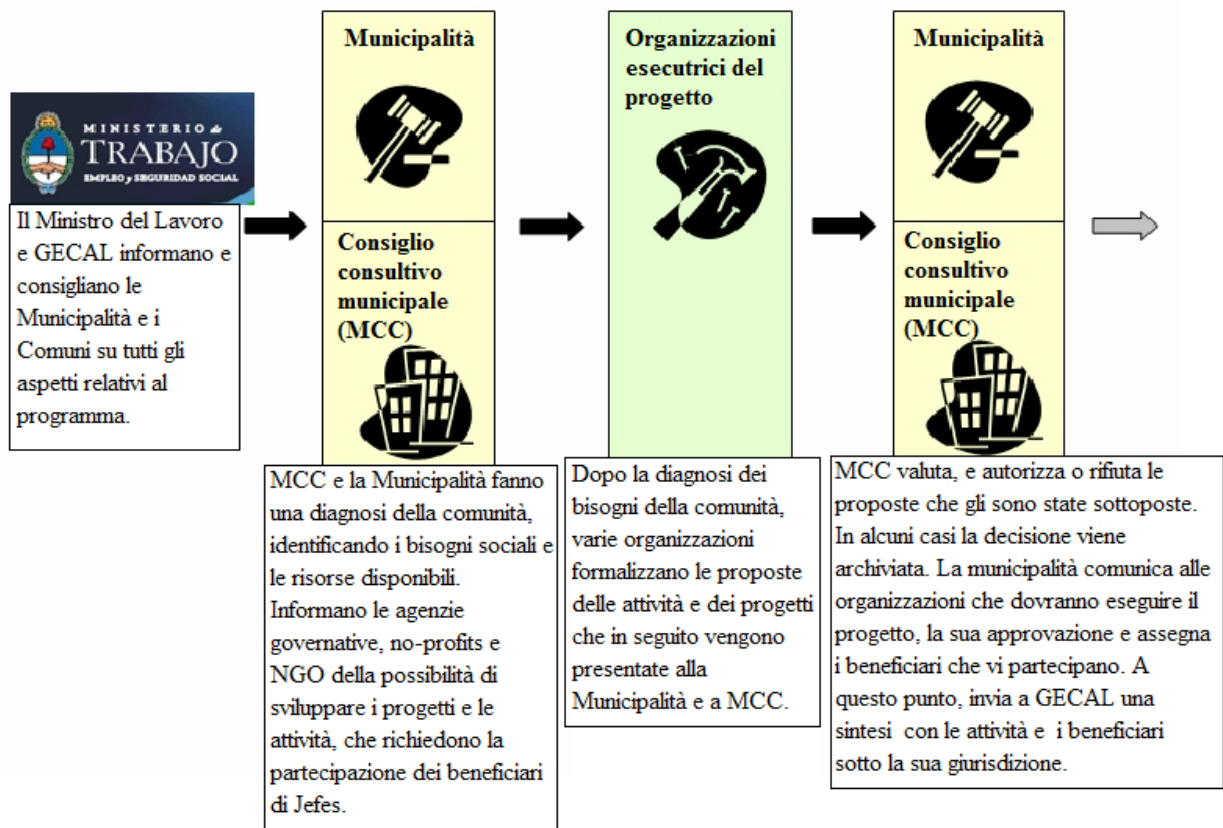 MINISTERIO de
TRABAJO
EMPLEO y SEGURIDAD SOCIAL
Il Ministro del Lavoro
e GECAL informano e
consigliano le
Municipalità e i
Comuni su tutti gli
aspetti relativi al
programma.
Municipalità
Consiglio
consultivo
municipale
(MCC)
MCC e la Municipalità fanno
una diagnosi della comunità,
identificando i bisogni sociali e
le risorse disponibili.
Informano le agenzie
governative, no-profits e
NGO della possibilità di
sviluppare i progetti e le
attività, che richiedono la
partecipazione dei beneficiari
di Jefes.
Organizzazioni
esecutrici del
progetto
Dopo la diagnosi dei
bisogni della comunità,
varie organizzazioni
formalizzano le proposte
delle attività e dei progetti
che in seguito vengono
presentate alla
Municipalità e a MCC.
Municipalità
Consiglio
consultivo
municipale
(MCC)
MCC valuta, e autorizza o rifiuta le
proposte che gli sono state sottoposte.
In alcuni casi la decisione viene
archiviata. La municipalità comunica alle
organizzazioni che dovranno eseguire il
progetto, la sua approvazione e assegna
i beneficiari che vi partecipano. A
questo punto, invia a GECAL una
sintesi con le attività e i beneficiari
sotto la sua giurisdizione.